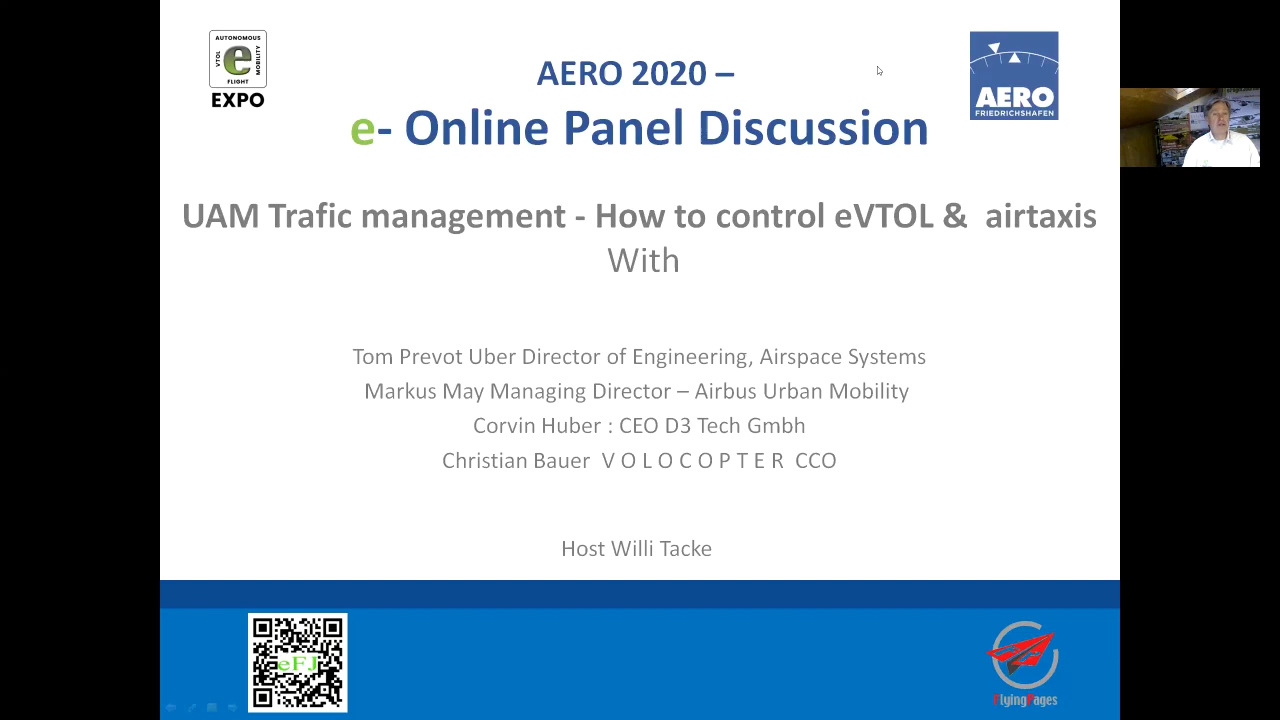 AUTONOMOUS
VTOL
e
MOBILITY
FLIGHT
EXPO
AERO 2020 –
e- Online Panel Discussion
AERO
FRIEDRICHSHAFEN
UAM Trafic management - How to control eVTOL & airtaxis
With
Tom Prevot Uber Director of Engineering, Airspace Systems
Markus May Managing Director – Airbus Urban Mobility
Corvin Huber : CEO D3 Tech Gmbh
Christian Bauer V O L O C O P T E R CCO
Host Willi Tacke
eFJ
FlyingPages